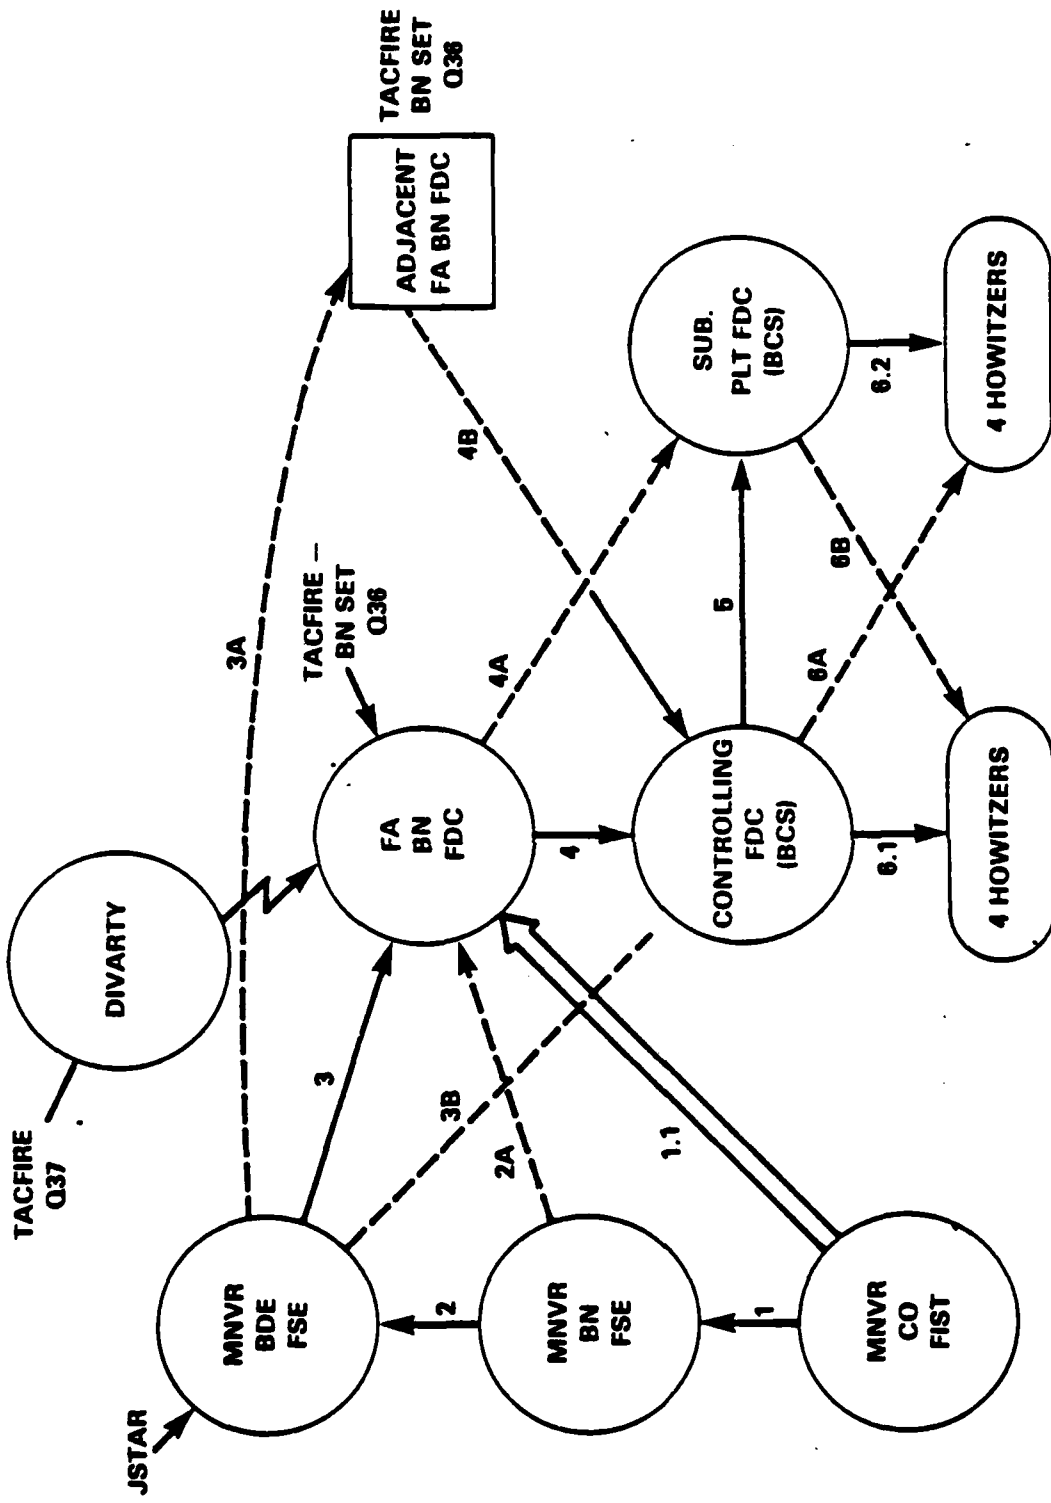 TACFIRE
Q37
DIVARTY
JSTAR
MNVR
BDE
FSE
3A
3
3B
2
MNVR
BN
FSE
2A
1
MNVR
CO
FIST
1.1
TACFIRE –
BN SET
Q36
FA
BN
FDC
4
4A
CONTROLLING
FDC
(BCS)
5
6.1
6A
4 HOWITZERS
TACFIRE
BN SET
Q36
ADJACENT
FA BN FDC
4B
SUB.
PLT FDC
(BCS)
6B
6.2
4 HOWITZERS